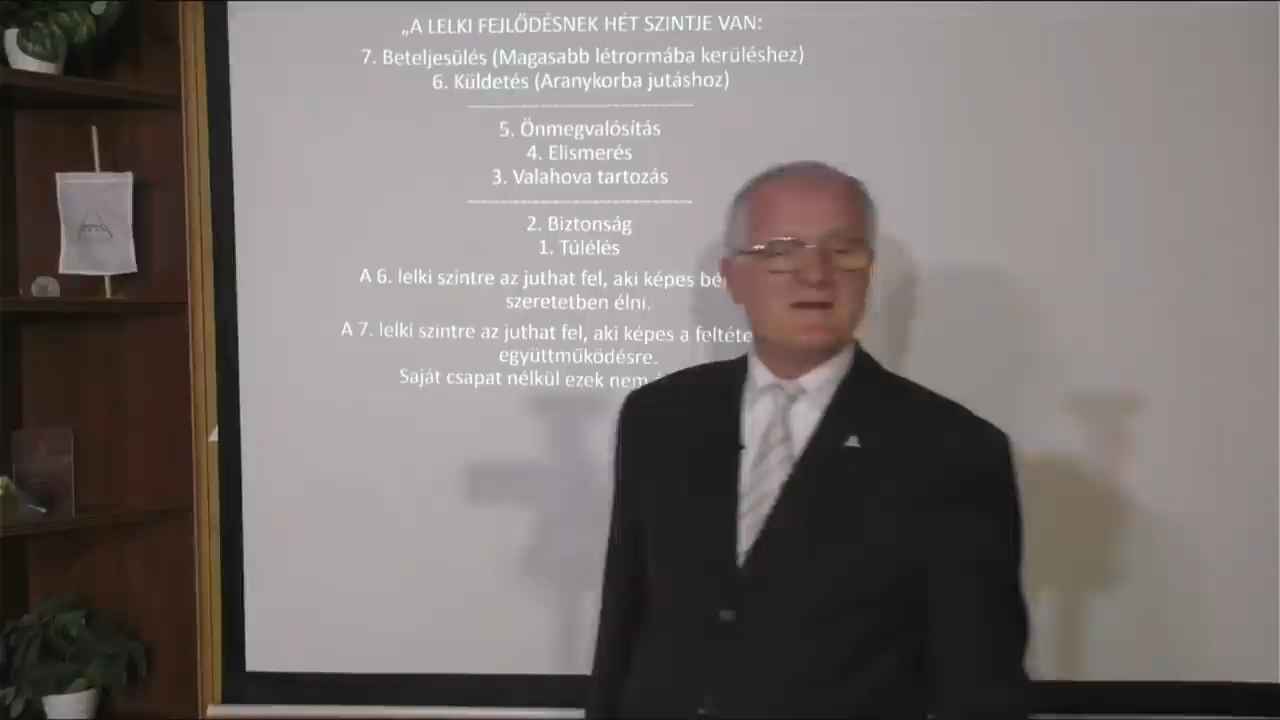 „A LELKI FEJLŐDÉSNEK HÉT SZINTJE VAN:
7. Beteljesülés (Magasabb létrormába kerüléshez)
6. Küldetés (Aranykorba jutáshoz)
5. Önmegvalósítás
4. Elismerés
3. Valahova tartozás
2. Biztonság
1. Túlélés
A 6. lelki szintre az juthat fel, aki képes
szeretetben élni.
A 7. lelki szintre az juthat fel, aki képes a
együttműködésre.
Saját csapat nélkül ezek nem